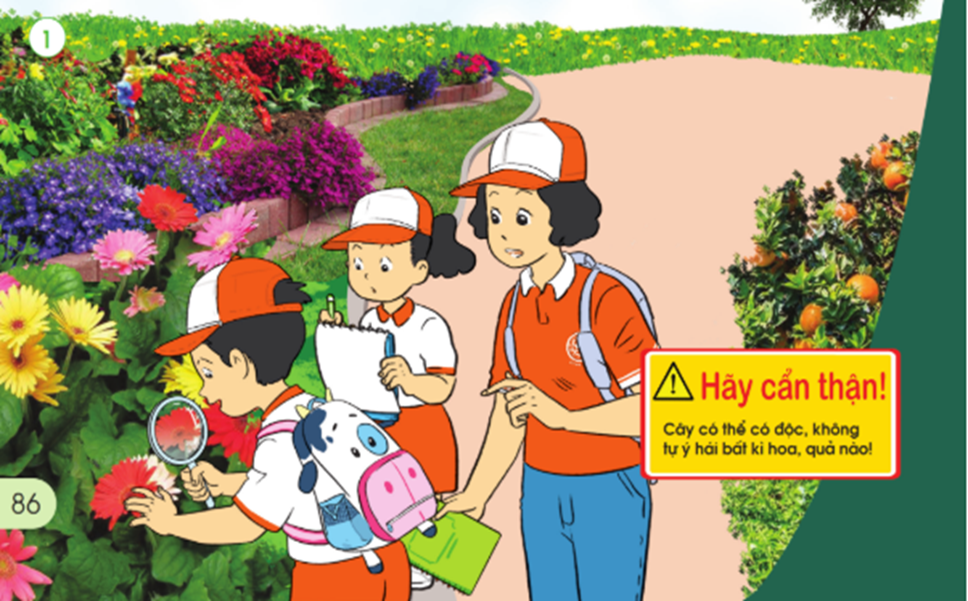 1
Hãy cẩn thận!
Cây có thể có độc, không
tự ý hái bất kì hoa, quả nào!
86